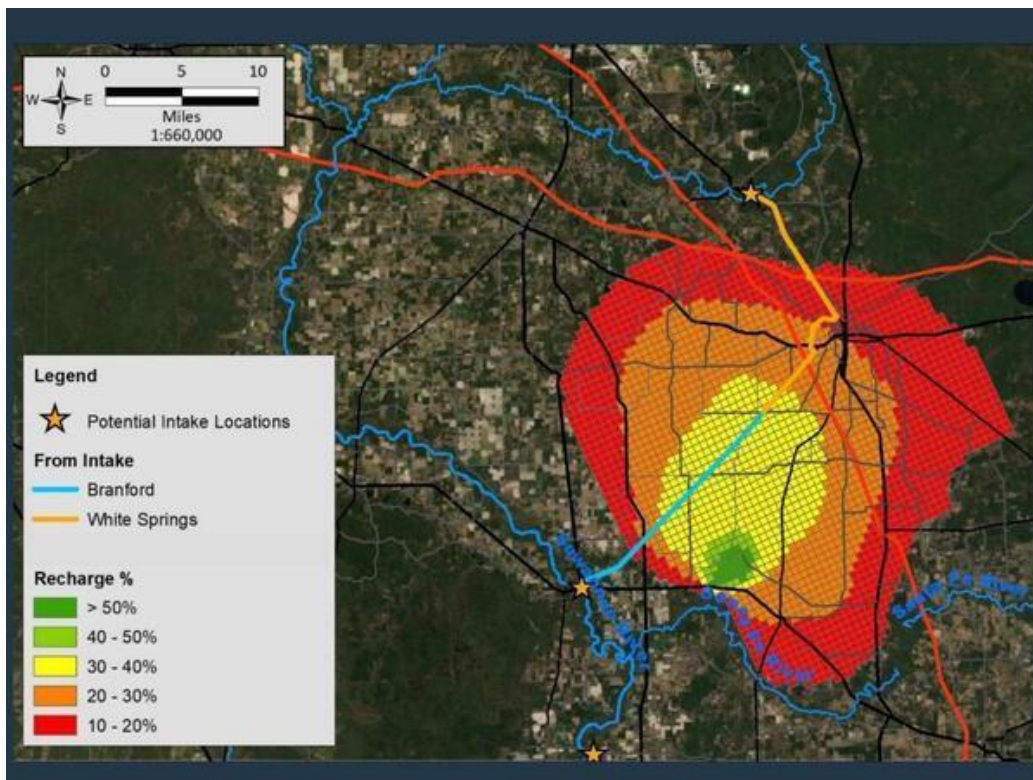 N
W E
S
0 5 10
Miles
1:660,000
Legend
Potential Intake Locations
From Intake
Branford
White Springs
Recharge %
> 50%
40 - 50%
30 - 40%
20 - 30%
10 - 20%
River
Santa Fe River